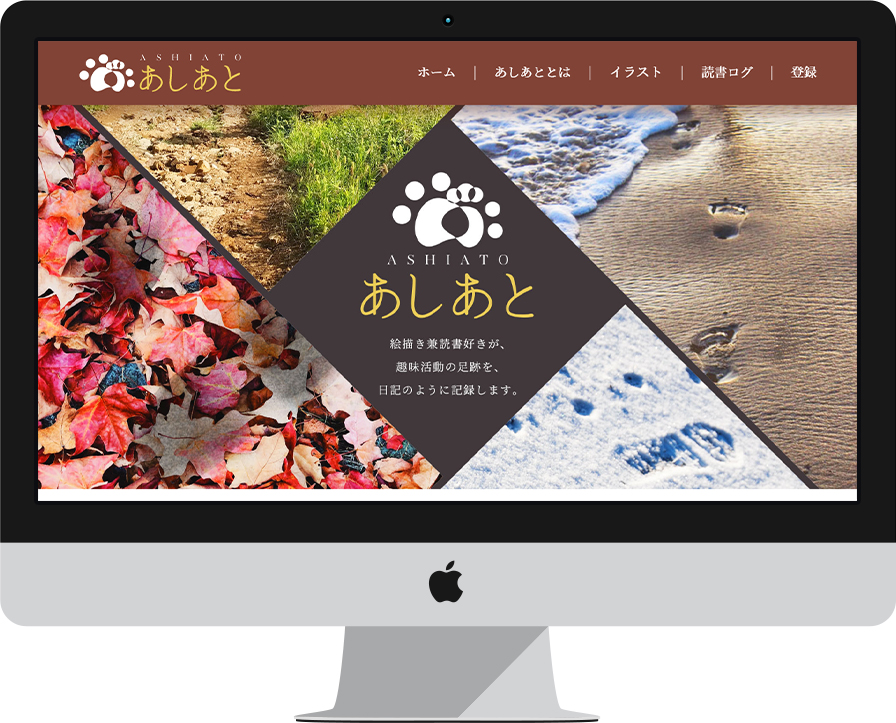 ASHIATO
あしあと
ホーム | あしあととは | イラスト | 読書ログ | 登録
ASHIATO
あしあと
絵描き兼読書好きが、
趣味活動の足跡を、
日記のように記録します。